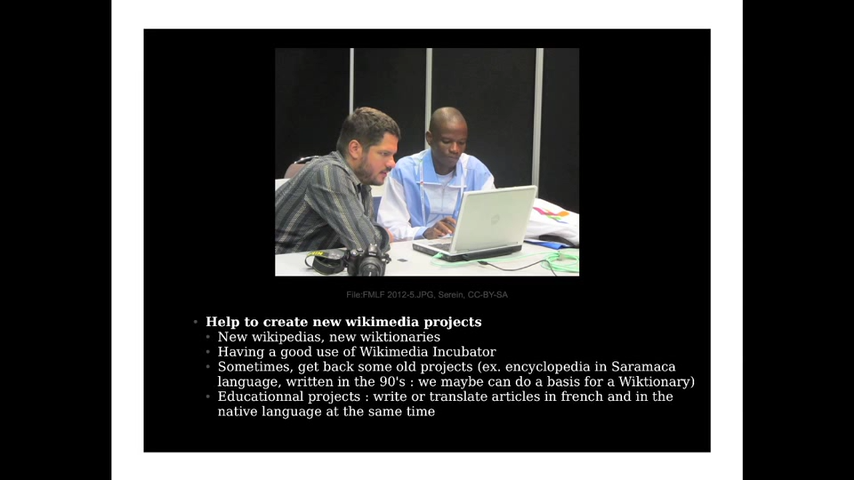 File:FMLF 2012-5.JPG, Serein, CC-BY-SA
Help to create new wikimedia projects
New wikipedias, new wiktionaries
Having a good use of Wikimedia Incubator
Sometimes, get back some old projects (ex. encyclopedia in Saramaca
language, written in the 90's : we maybe can do a basis for a Wiktionary)
Educationnal projects : write or translate articles in french and in the
native language at the same time